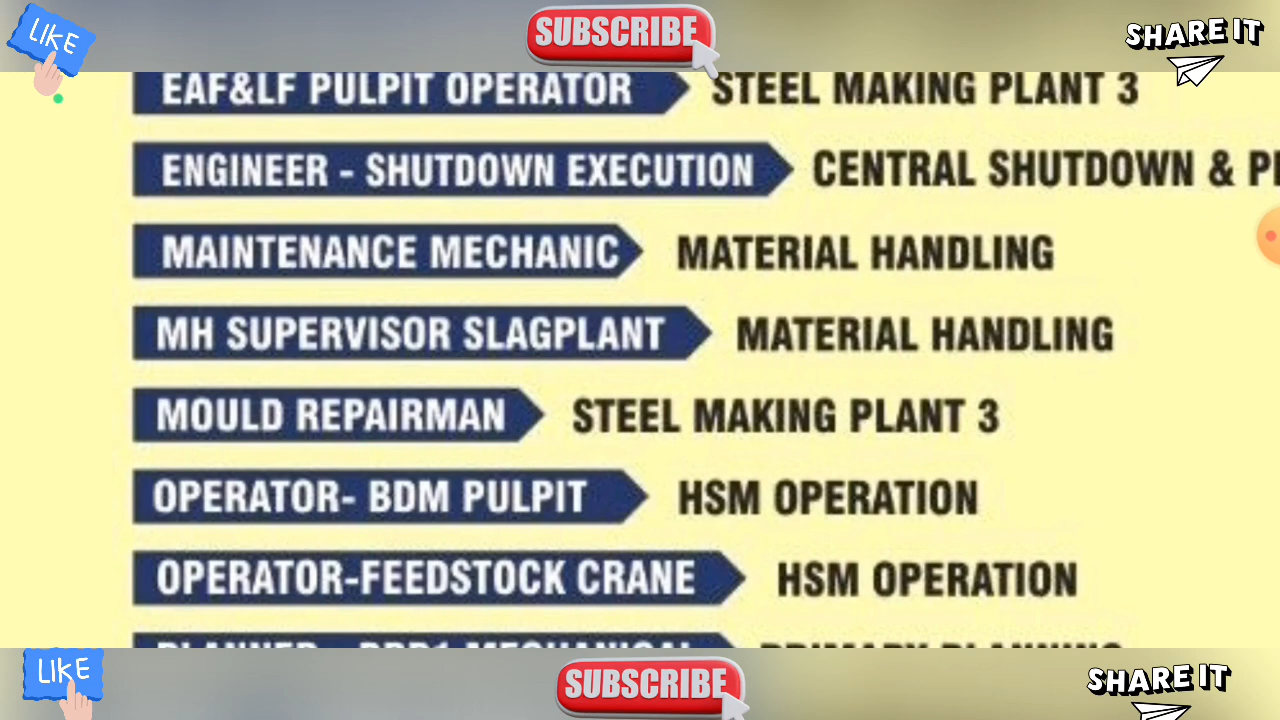 LIKE
SUBSCRIBE
SHARE IT
EAF&LF PULPIT OPERATOR STEEL MAKING PLANT 3
ENGINEER - SHUTDOWN EXECUTION CENTRAL SHUTDOWN &
MAINTENANCE MECHANIC MATERIAL HANDLING
MH SUPERVISOR SLAGPLANT MATERIAL HANDLING
MOULD REPAIRMAN STEEL MAKING PLANT 3
OPERATOR- BDM PULPIT HSM OPERATION
OPERATOR-FEEDSTOCK CRANE HSM OPERATION
LIKE
SUBSCRIBE
SHARE IT